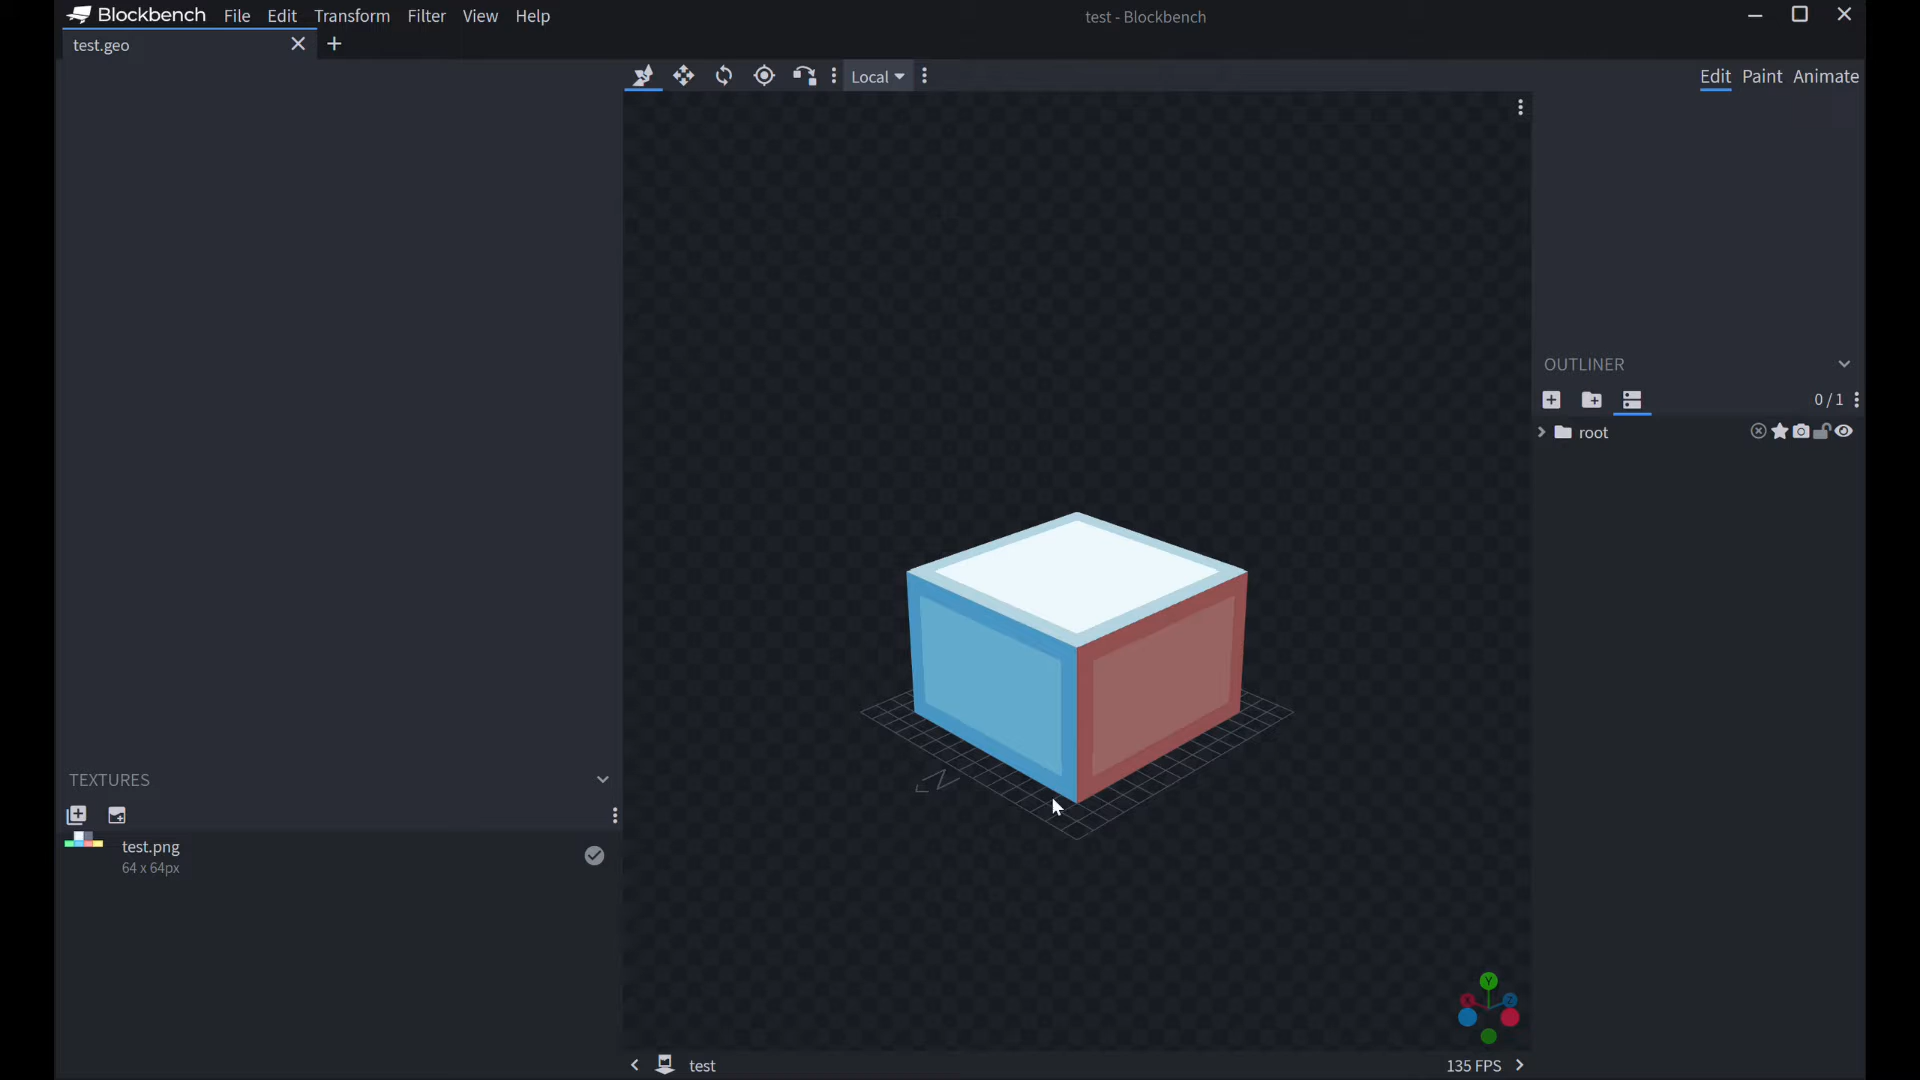 Blockbench File Edit Transform Filter View Help
test - Blockbench
test.geo
Local
Edit Paint Animate
OUTLINER
0 / 1
root
TEXTURES
test.png
64 x 64px
Y
X
Z
test
135 FPS